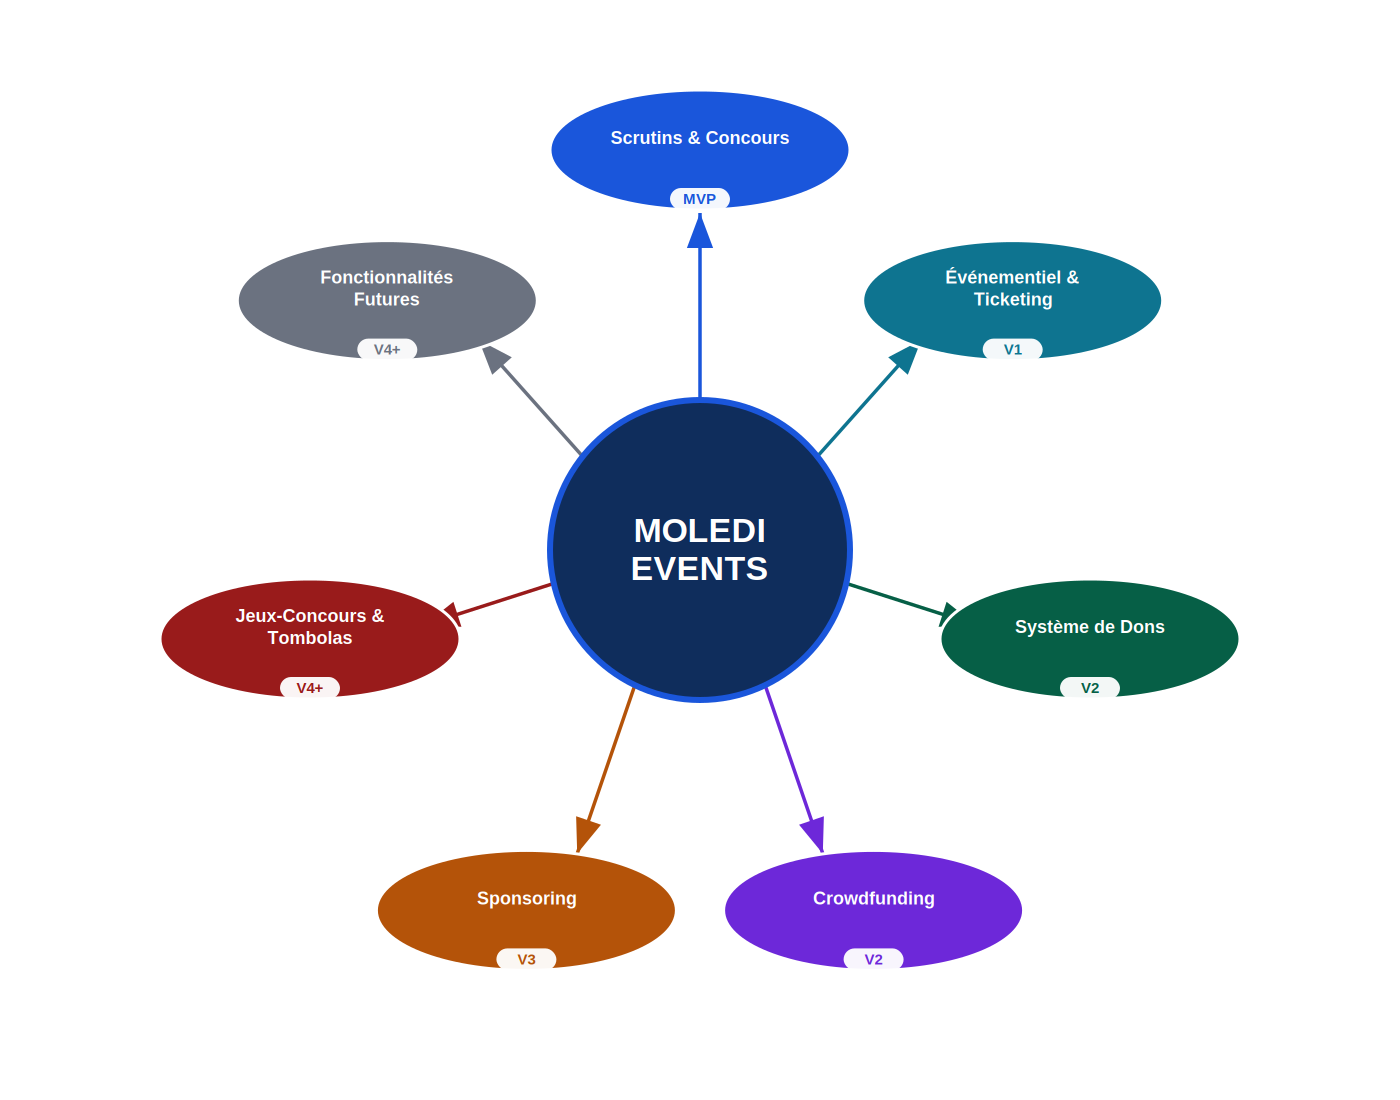 Scrutins & Concours
MVP
Fonctionnalités
Futures
V4+
Événementiel &
Ticketing
V1
MOLEDI
EVENTS
Jeux-Concours &
Tombolas
V4+
Système de Dons
V2
Sponsoring
V3
Crowdfunding
V2